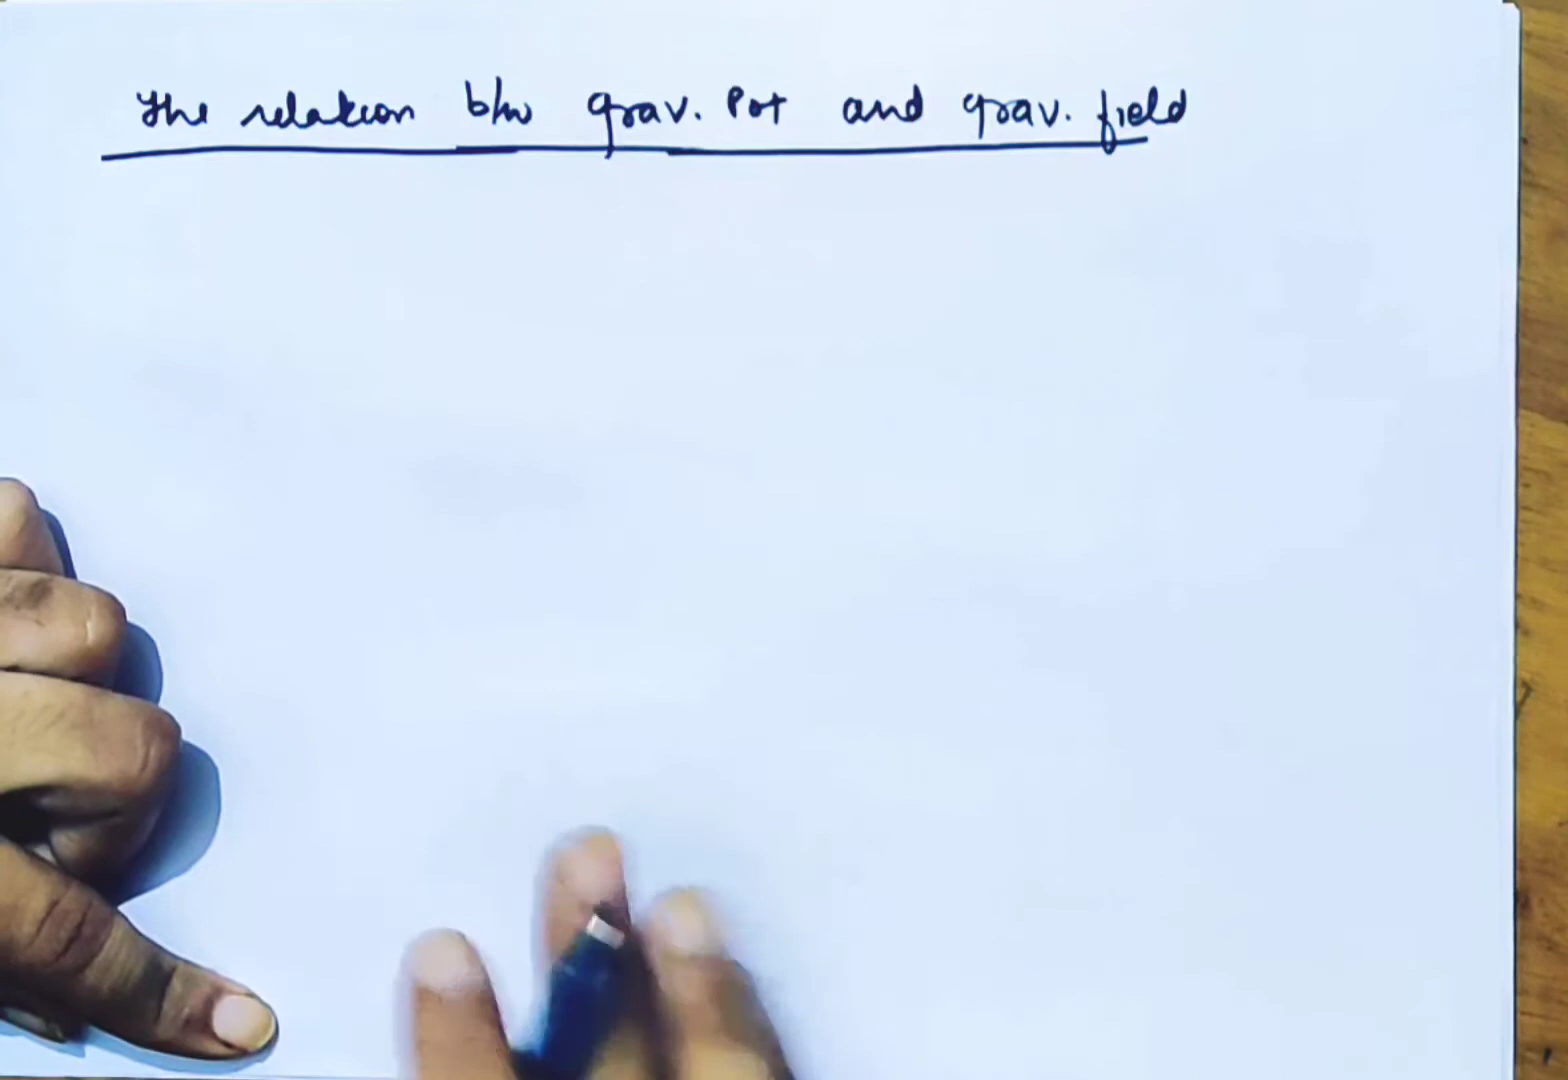 The relation b/w grav. Pot and grav. field